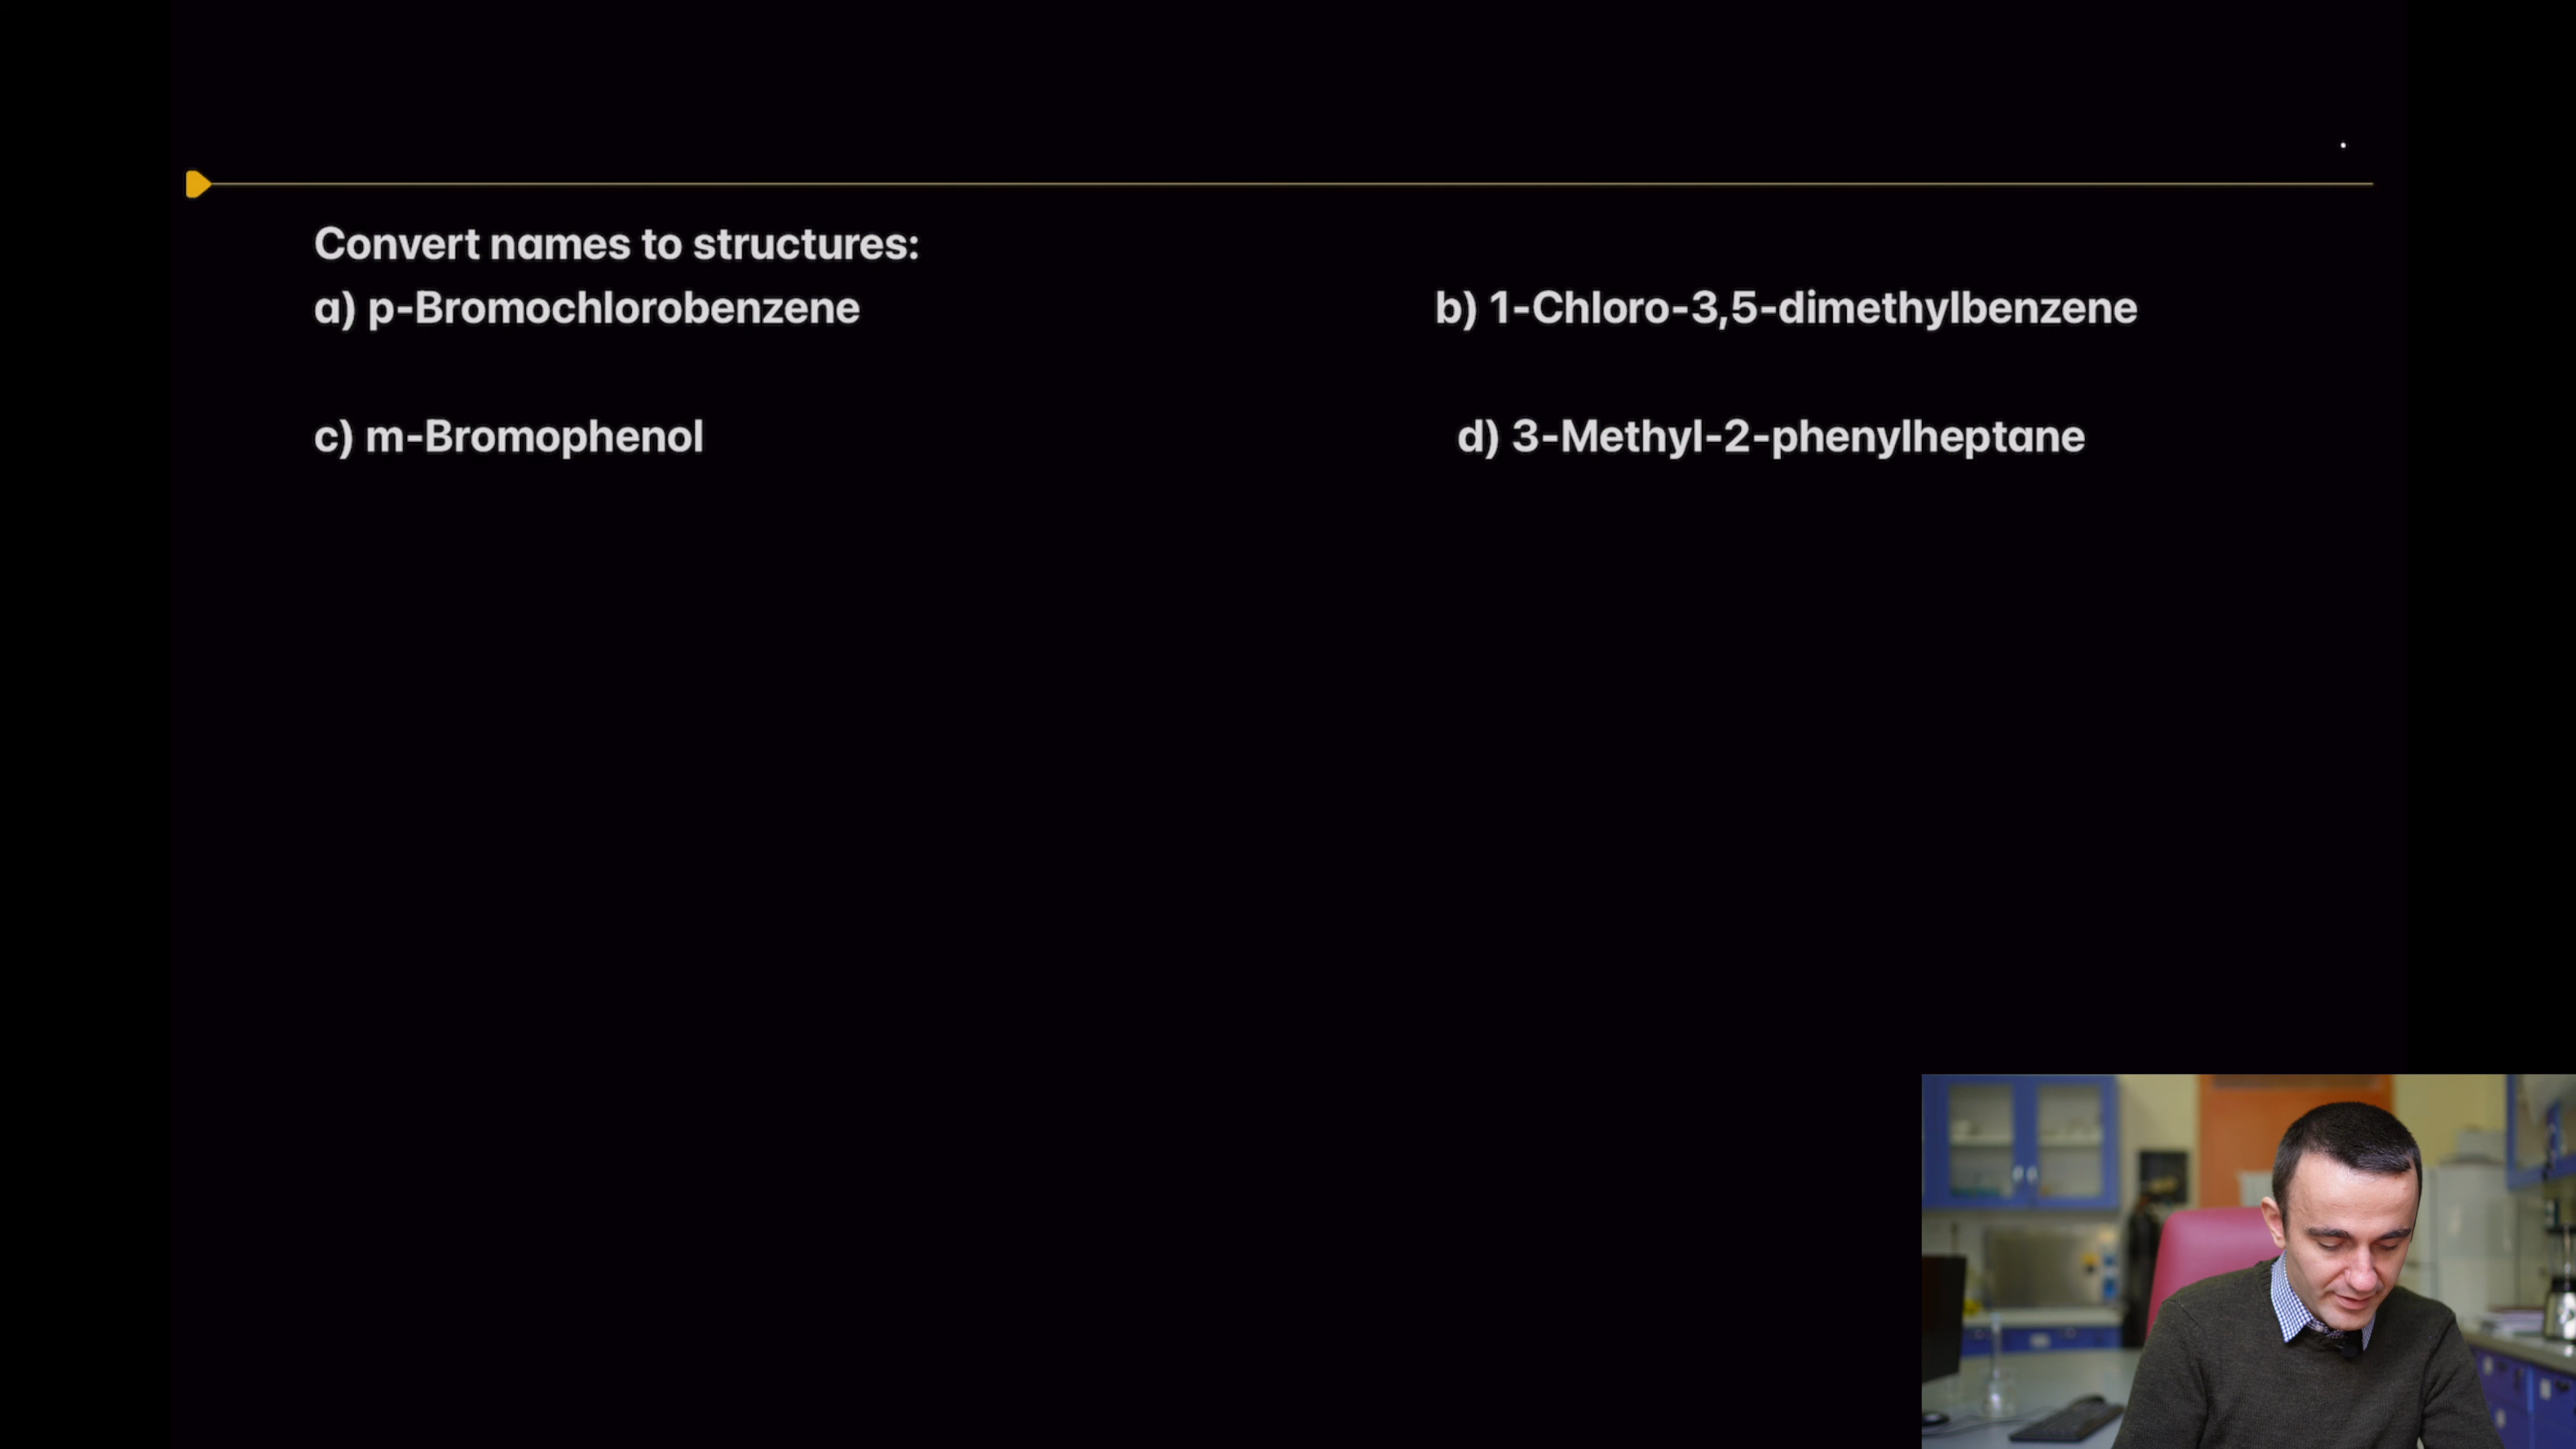 Convert names to structures:
a) p-Bromochlorobenzene
b) 1-Chloro-3,5-dimethylbenzene
c) m-Bromophenol
d) 3-Methyl-2-phenylheptane